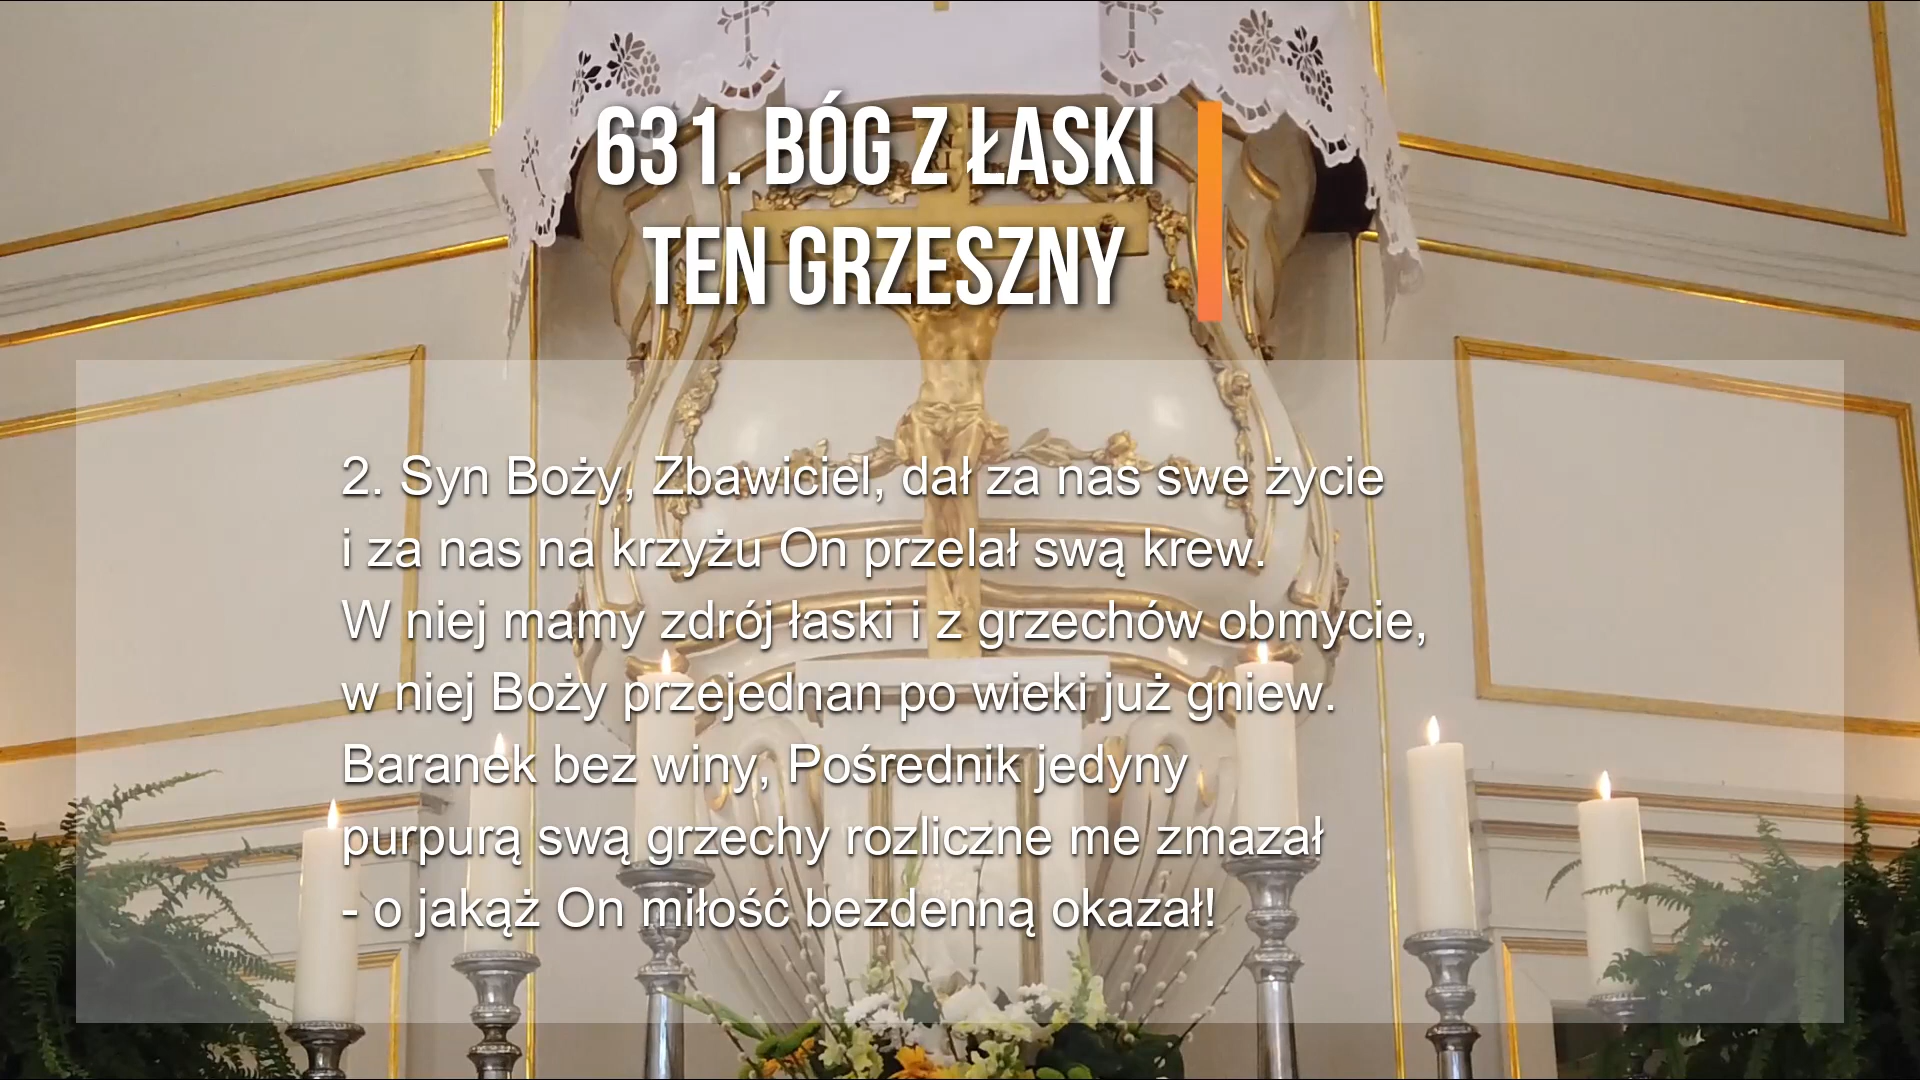 631. BÓG Z ŁASKI
TEN GRZESZNY
2. Syn Boży, Zbawiciel, dał za nas swe życie
i za nas na krzyżu On przelał swą krew.
W niej mamy zdrój łaski i z grzechów obmycie,
w niej Boży przejednan po wieki już gniew.
Baranek bez winy, Pośrednik jedyny
purpurą swą grzechy rozliczne me zmazał
- o jakąż On miłość bezdenną okazał!